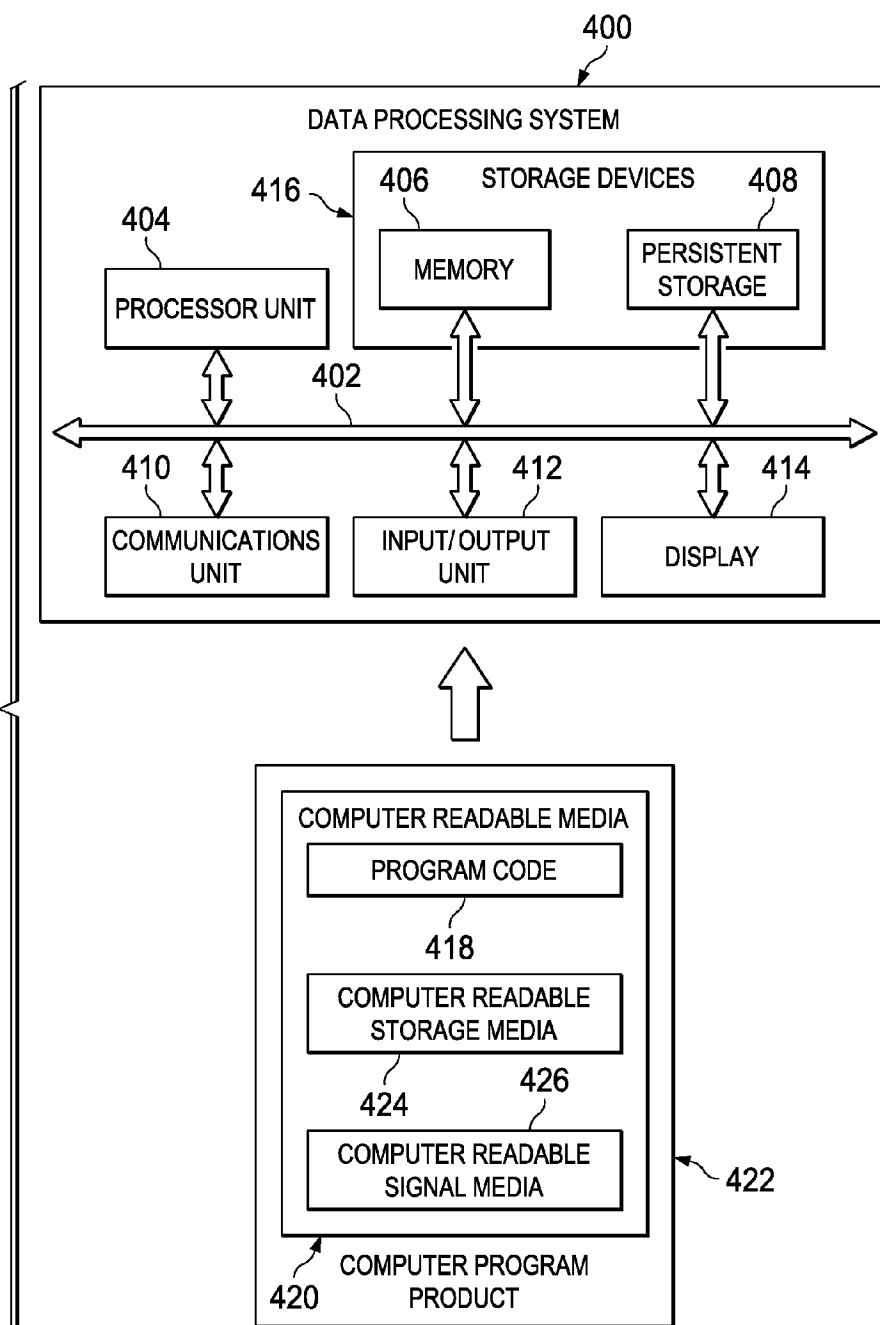 400
DATA PROCESSING SYSTEM
416
406
STORAGE DEVICES
408
404
MEMORY
PERSISTENT
STORAGE
PROCESSOR UNIT
402
410
412
414
COMMUNICATIONS
UNIT
INPUT/OUTPUT
UNIT
DISPLAY
COMPUTER READABLE MEDIA
PROGRAM CODE
418
COMPUTER READABLE
STORAGE MEDIA
424
426
COMPUTER READABLE
SIGNAL MEDIA
422
420
COMPUTER PROGRAM
PRODUCT